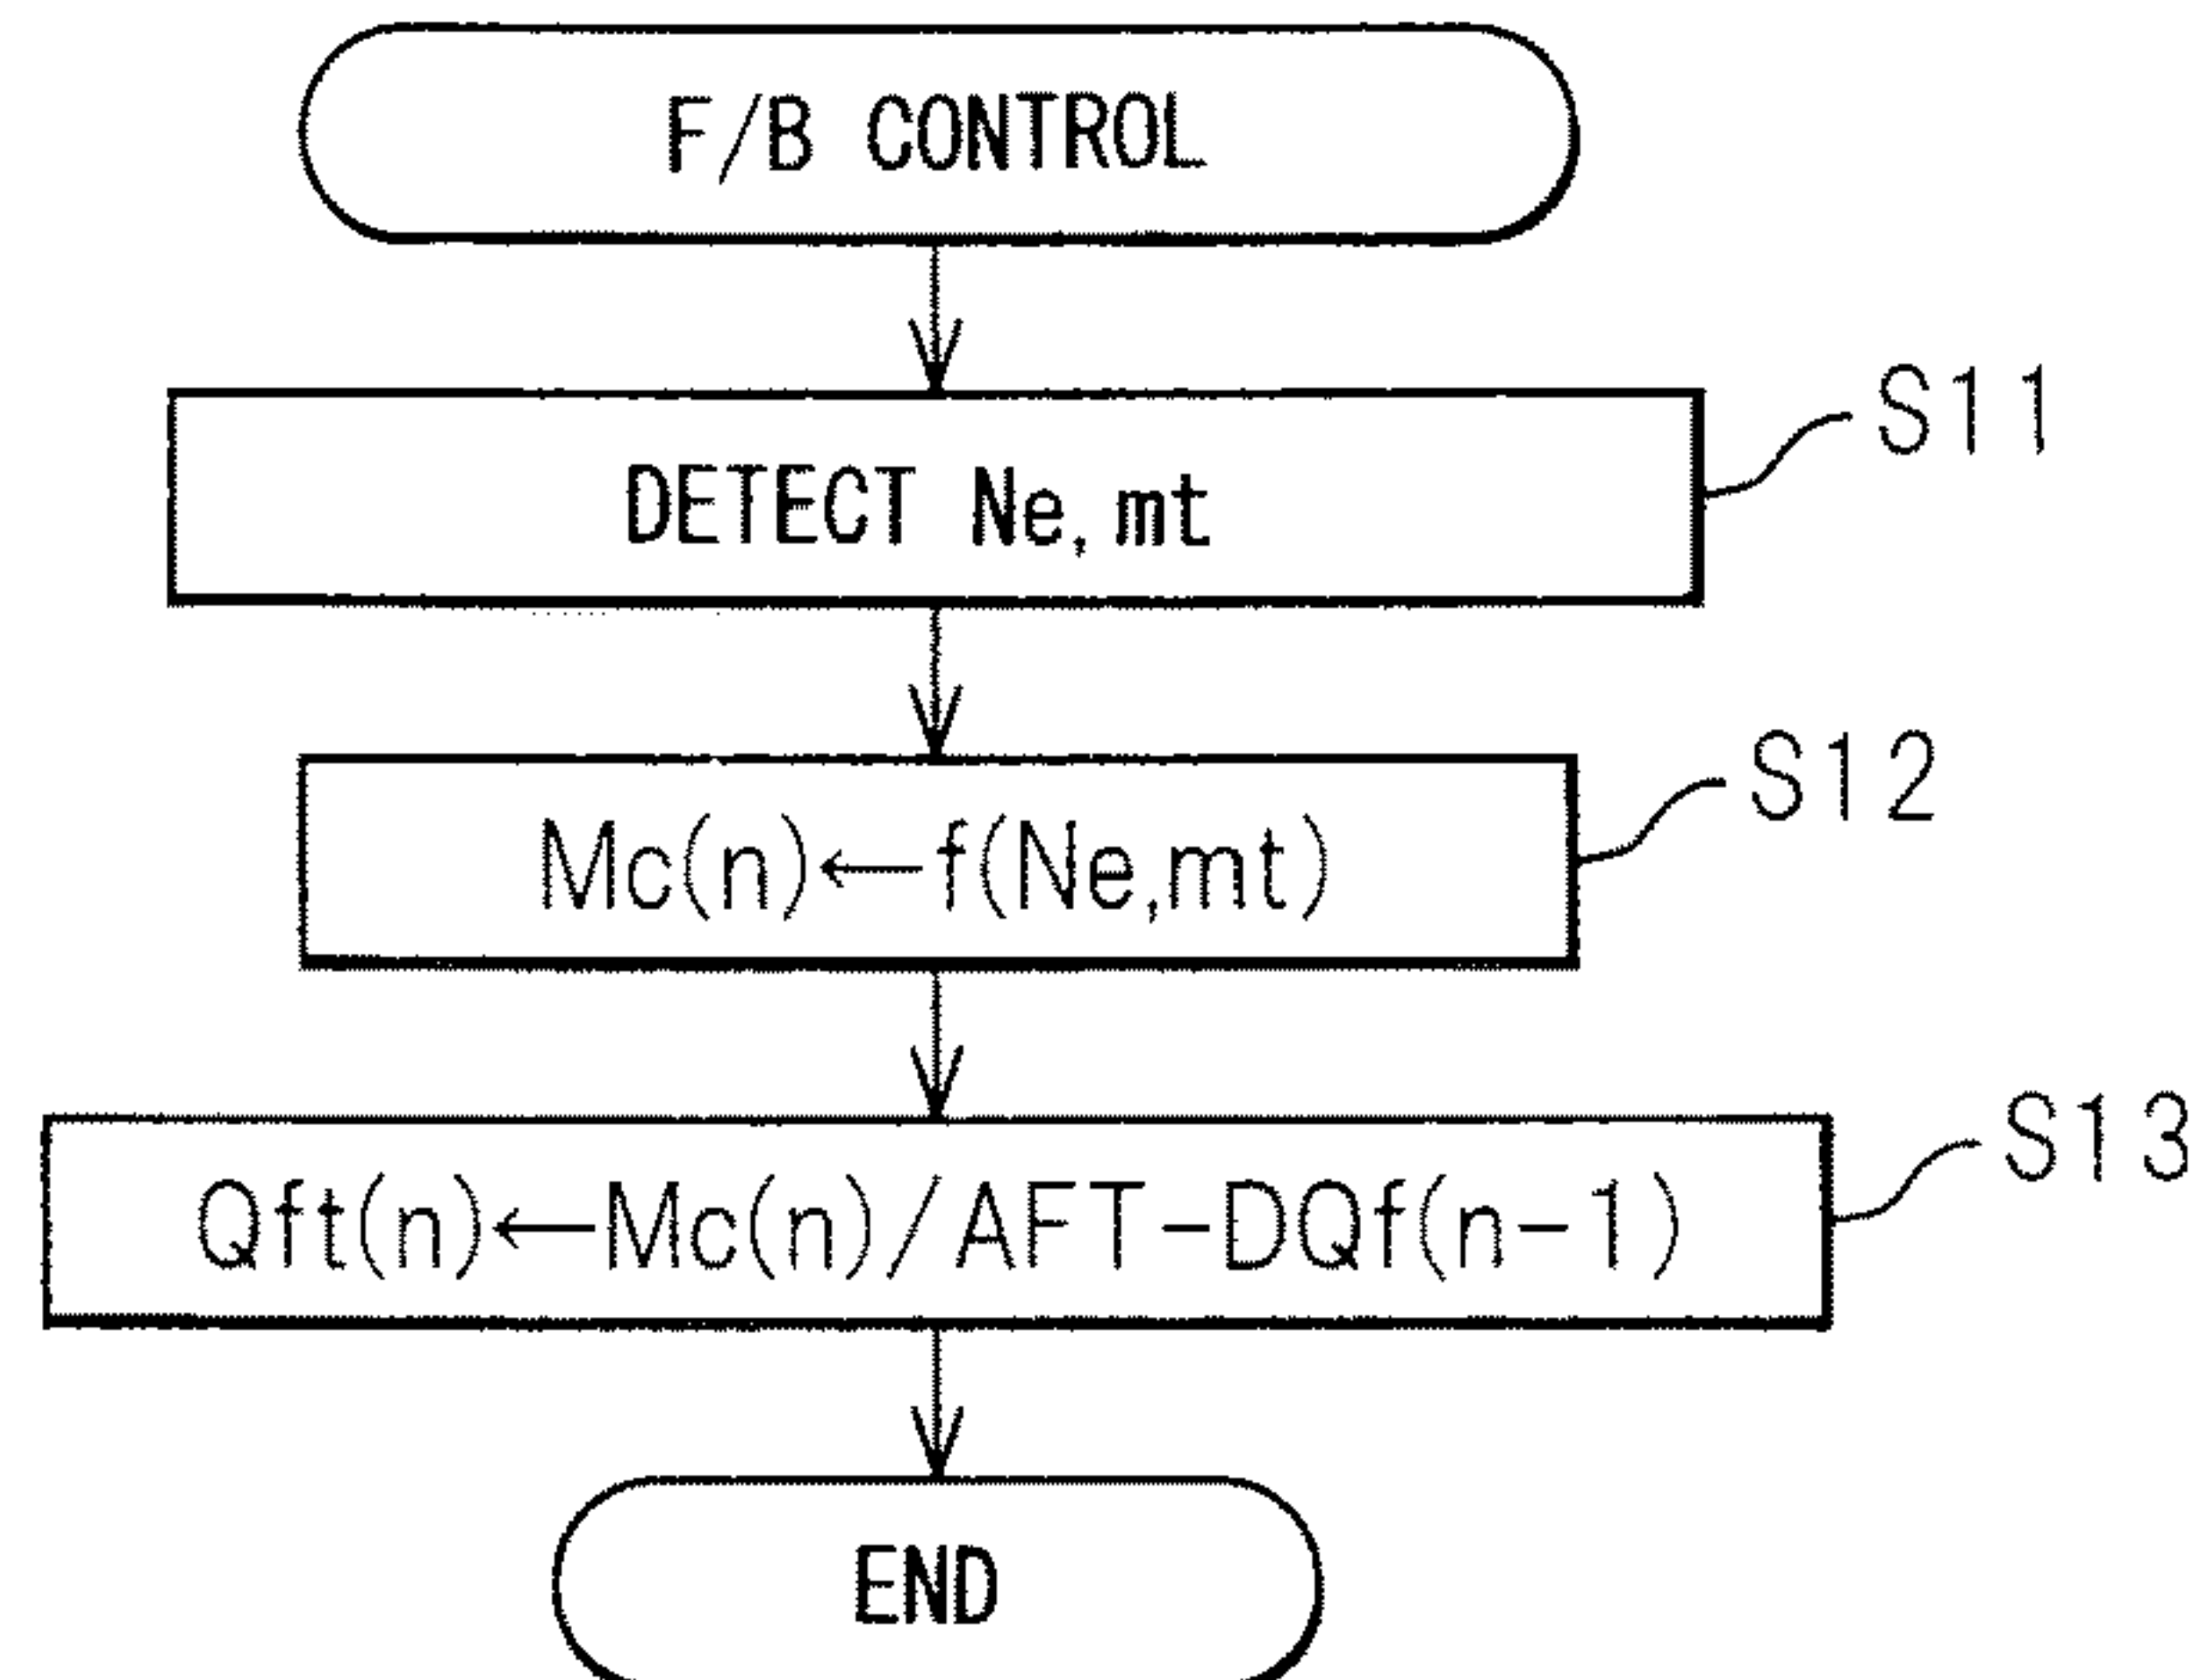 F/B CONTROL
S11
DETECT Ne,mt
S12
Mc(n)←f(Ne,mt)
S13
Qft(n)←Mc(n)/AFT-DQf(n-1)
END